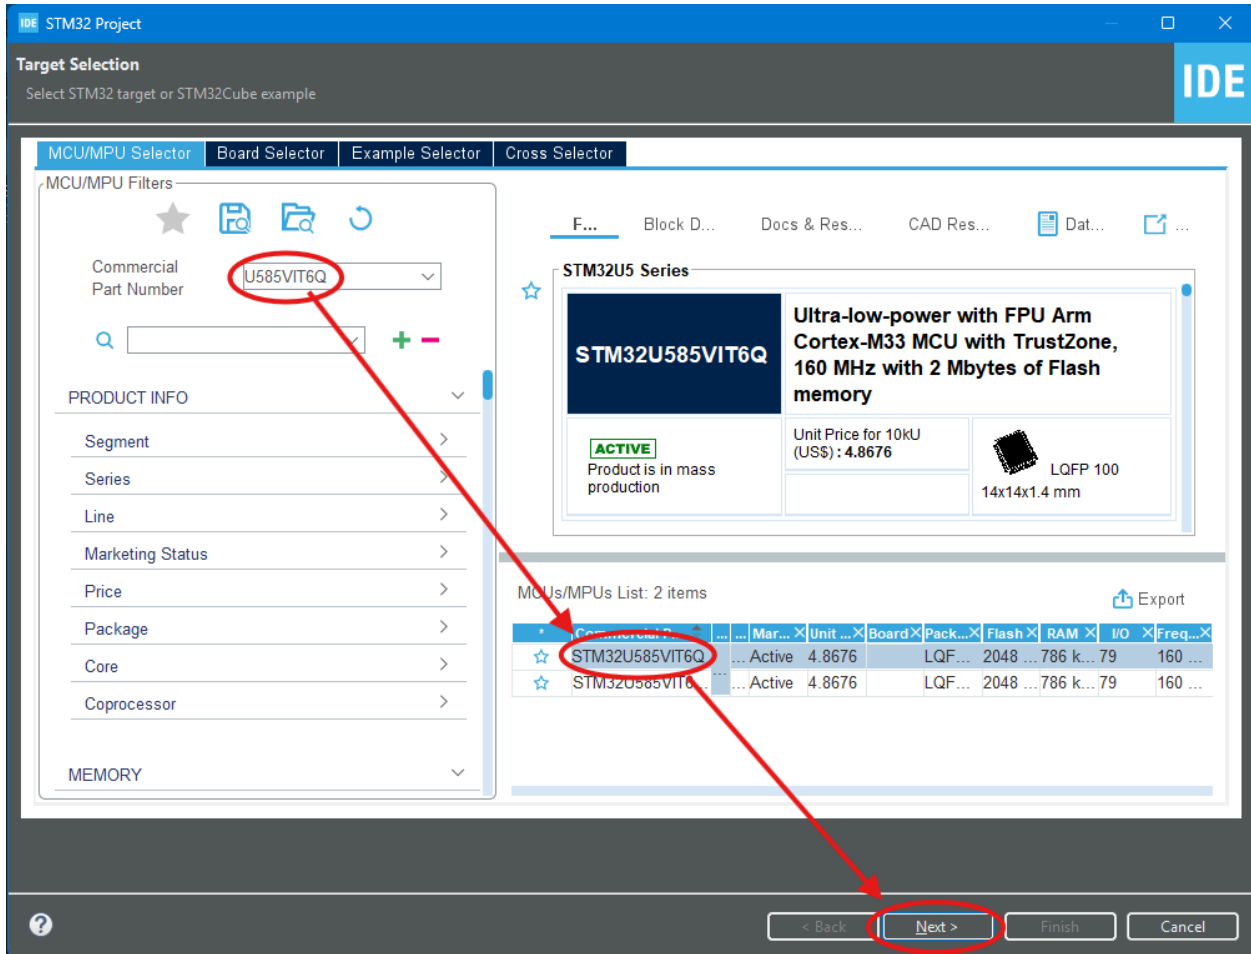 IDE STM32 Project
Target Selection
Select STM32 target or STM32Cube example
IDE
MCU/MPU Selector Board Selector Example Selector Cross Selector
MCU/MPU Filters
Commercial
Part Number
U585VIT6Q
PRODUCT INFO
Segment
Series
Line
Marketing Status
Price
Package
Core
Coprocessor
MEMORY
F... Block D... Docs & Res... CAD Res... Dat... ...
STM32U5 Series
STM32U585VIT6Q
Ultra-low-power with FPU Arm
Cortex-M33 MCU with TrustZone,
160 MHz with 2 Mbytes of Flash
memory
ACTIVE
Product is in mass
production
Unit Price for 10kU
(US$) : 4.8676
LQFP 100
14x14x1.4 mm
MCUs/MPUs List: 2 items
Export
* Commercial P... ... ... Mar... X Unit ... X Board X Pack... X Flash X RAM X I/O X Freq... X
STM32U585VIT6Q ... Active 4.8676 LQF... 2048 ... 786 k... 79 160 ...
STM32U585VIT6... ... ... Active 4.8676 LQF... 2048 ... 786 k... 79 160 ...
? < Back Next > Finish Cancel